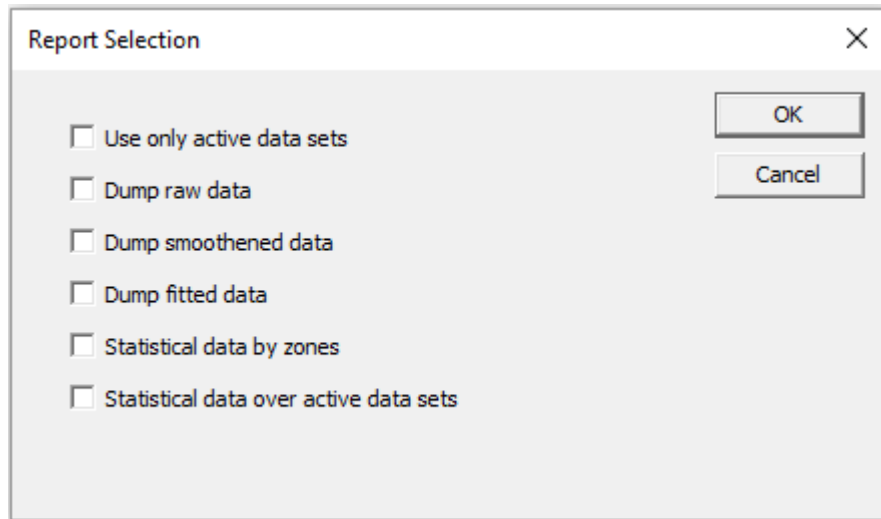 Report Selection
OK
Use only active data sets
Cancel
Dump raw data
Dump smoothened data
Dump fitted data
Statistical data by zones
Statistical data over active data sets